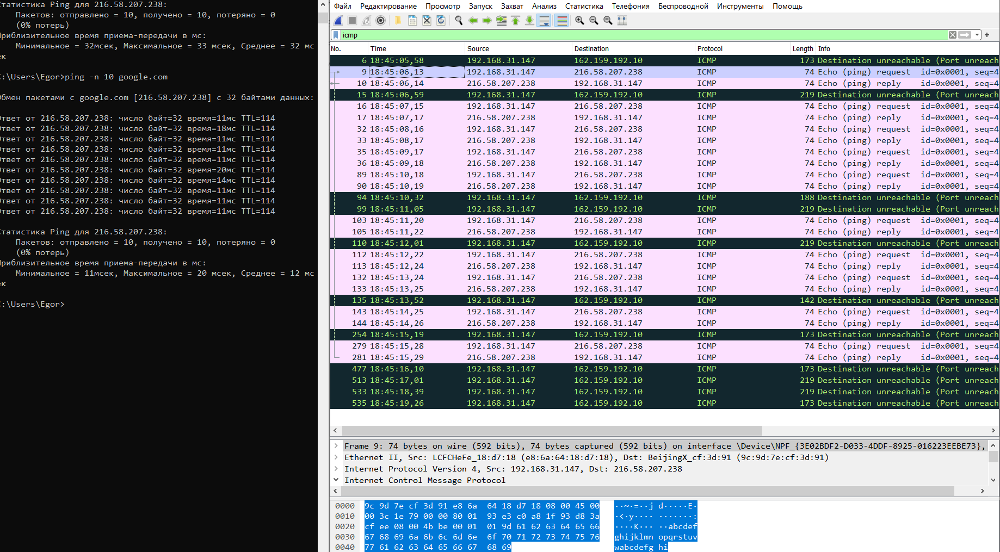 Статистика Ping для 216.58.207.238:
Пакетов: отправлено = 10, получено = 10, потеряно = 0
(0% потерь)
Приблизительное время приема-передачи в мс:
Минимальное = 32мсек, Максимальное = 33 мсек, Среднее = 32 мс
ек
C:\Users\Egor>ping -n 10 google.com
Обмен пакетами с google.com [216.58.207.238] с 32 байтами данных:
Ответ от 216.58.207.238: число байт=32 время=11мс TTL=114
Ответ от 216.58.207.238: число байт=32 время=18мс TTL=114
Ответ от 216.58.207.238: число байт=32 время=11мс TTL=114
Ответ от 216.58.207.238: число байт=32 время=11мс TTL=114
Ответ от 216.58.207.238: число байт=32 время=11мс TTL=114
Ответ от 216.58.207.238: число байт=32 время=20мс TTL=114
Ответ от 216.58.207.238: число байт=32 время=14мс TTL=114
Ответ от 216.58.207.238: число байт=32 время=11мс TTL=114
Ответ от 216.58.207.238: число байт=32 время=11мс TTL=114
Ответ от 216.58.207.238: число байт=32 время=11мс TTL=114
Статистика Ping для 216.58.207.238:
Пакетов: отправлено = 10, получено = 10, потеряно = 0
(0% потерь)
Приблизительное время приема-передачи в мс:
Минимальное = 11мсек, Максимальное = 20 мсек, Среднее = 12 мс
ек
C:\Users\Egor>
Файл Редактирование Просмотр Запуск Захват Анализ Статистика Телефония Беспроводной Инструменты Помощь
icmp
No. Time Source Destination Protocol Length Info
6 18:45:05,58 192.168.31.147 162.159.192.10 ICMP 173 Destination unreachable (Port unreach
9 18:45:06,13 192.168.31.147 216.58.207.238 ICMP 74 Echo (ping) request id=0x0001, seq=4
10 18:45:06,14 216.58.207.238 192.168.31.147 ICMP 74 Echo (ping) reply id=0x0001, seq=4
15 18:45:06,59 192.168.31.147 162.159.192.10 ICMP 219 Destination unreachable (Port unreach
16 18:45:07,15 192.168.31.147 216.58.207.238 ICMP 74 Echo (ping) request id=0x0001, seq=4
17 18:45:07,17 216.58.207.238 192.168.31.147 ICMP 74 Echo (ping) reply id=0x0001, seq=4
32 18:45:08,16 192.168.31.147 216.58.207.238 ICMP 74 Echo (ping) request id=0x0001, seq=4
33 18:45:08,17 216.58.207.238 192.168.31.147 ICMP 74 Echo (ping) reply id=0x0001, seq=4
35 18:45:09,17 192.168.31.147 216.58.207.238 ICMP 74 Echo (ping) request id=0x0001, seq=4
36 18:45:09,18 216.58.207.238 192.168.31.147 ICMP 74 Echo (ping) reply id=0x0001, seq=4
89 18:45:10,18 192.168.31.147 216.58.207.238 ICMP 74 Echo (ping) request id=0x0001, seq=4
90 18:45:10,19 216.58.207.238 192.168.31.147 ICMP 74 Echo (ping) reply id=0x0001, seq=4
94 18:45:10,32 192.168.31.147 162.159.192.10 ICMP 188 Destination unreachable (Port unreach
99 18:45:11,05 192.168.31.147 162.159.192.10 ICMP 219 Destination unreachable (Port unreach
103 18:45:11,20 192.168.31.147 216.58.207.238 ICMP 74 Echo (ping) request id=0x0001, seq=4
105 18:45:11,22 216.58.207.238 192.168.31.147 ICMP 74 Echo (ping) reply id=0x0001, seq=4
110 18:45:12,01 192.168.31.147 162.159.192.10 ICMP 219 Destination unreachable (Port unreach
112 18:45:12,22 192.168.31.147 216.58.207.238 ICMP 74 Echo (ping) request id=0x0001, seq=4
113 18:45:12,24 216.58.207.238 192.168.31.147 ICMP 74 Echo (ping) reply id=0x0001, seq=4
132 18:45:13,24 192.168.31.147 216.58.207.238 ICMP 74 Echo (ping) request id=0x0001, seq=4
133 18:45:13,25 216.58.207.238 192.168.31.147 ICMP 74 Echo (ping) reply id=0x0001, seq=4
135 18:45:13,52 192.168.31.147 162.159.192.10 ICMP 142 Destination unreachable (Port unreach
143 18:45:14,25 192.168.31.147 216.58.207.238 ICMP 74 Echo (ping) request id=0x0001, seq=4
144 18:45:14,26 216.58.207.238 192.168.31.147 ICMP 74 Echo (ping) reply id=0x0001, seq=4
254 18:45:15,19 192.168.31.147 162.159.192.10 ICMP 173 Destination unreachable (Port unreach
279 18:45:15,28 192.168.31.147 216.58.207.238 ICMP 74 Echo (ping) request id=0x0001, seq=4
281 18:45:15,29 216.58.207.238 192.168.31.147 ICMP 74 Echo (ping) reply id=0x0001, seq=4
477 18:45:16,10 192.168.31.147 162.159.192.10 ICMP 173 Destination unreachable (Port unreach
513 18:45:17,01 192.168.31.147 162.159.192.10 ICMP 219 Destination unreachable (Port unreach
533 18:45:18,39 192.168.31.147 162.159.192.10 ICMP 219 Destination unreachable (Port unreach
535 18:45:19,26 192.168.31.147 162.159.192.10 ICMP 173 Destination unreachable (Port unreach
Frame 9: 74 bytes on wire (592 bits), 74 bytes captured (592 bits) on interface \Device\NPF_{3E02BDF2-D033-4DDF-8925-016223EEBE73},
Ethernet II, Src: LCFCHeFe_18:d7:18 (e8:6a:64:18:d7:18), Dst: BeijingX_cf:3d:91 (9c:9d:7e:cf:3d:91)
Internet Protocol Version 4, Src: 192.168.31.147, Dst: 216.58.207.238
Internet Control Message Protocol
0000 9c 9d 7e cf 3d 91 e8 6a 64 18 d7 18 08 00 45 00 ··~·=··j d·····E·
0010 00 3c 1e 79 00 00 80 01 93 e3 c0 a8 1f 93 d8 3a ·<·y···· ·······:
0020 cf ee 08 00 4b be 00 01 01 9d 61 62 63 64 65 66 ····K··· ··abcdef
0030 67 68 69 6a 6b 6c 6d 6e 6f 70 71 72 73 74 75 76 ghijklmn opqrstuv
0040 77 61 62 63 64 65 66 67 68 69 wabcdefg hi